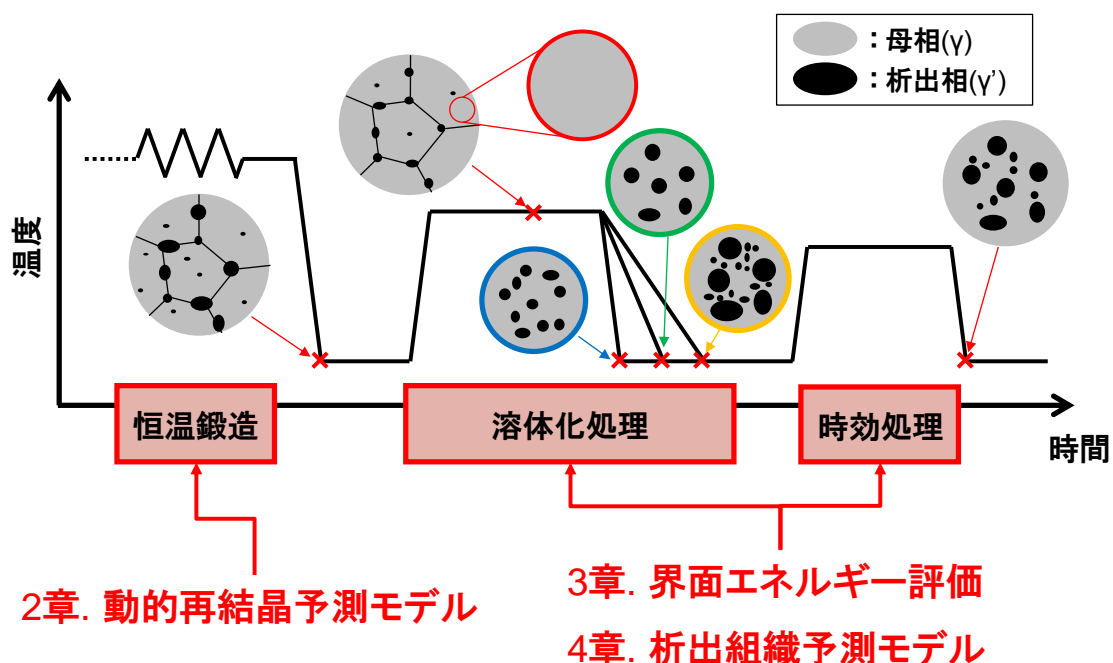 ：母相(γ)
：析出相(γ’)
温度
恒温鍛造
溶体化処理
時効処理
時間
2章. 動的再結晶予測モデル
3章. 界面エネルギー評価
4章. 析出組織予測モデル